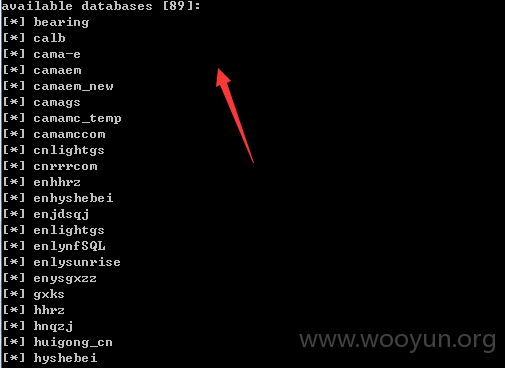 available databases [89]:
[*] bearing
[*] calb
[*] cama-e
[*] camaem
[*] camaem_new
[*] camags
[*] camamc_temp
[*] camamccom
[*] cnlightgs
[*] cnrrrcom
[*] enhhrz
[*] enhyshebei
[*] enjdsqj
[*] enlightgs
[*] enlynfSQL
[*] enlysunrise
[*] enysgxzz
[*] gxks
[*] hhrz
[*] hnqzj
[*] huigong_cn
[*] hyshebei
www.wooyun.org